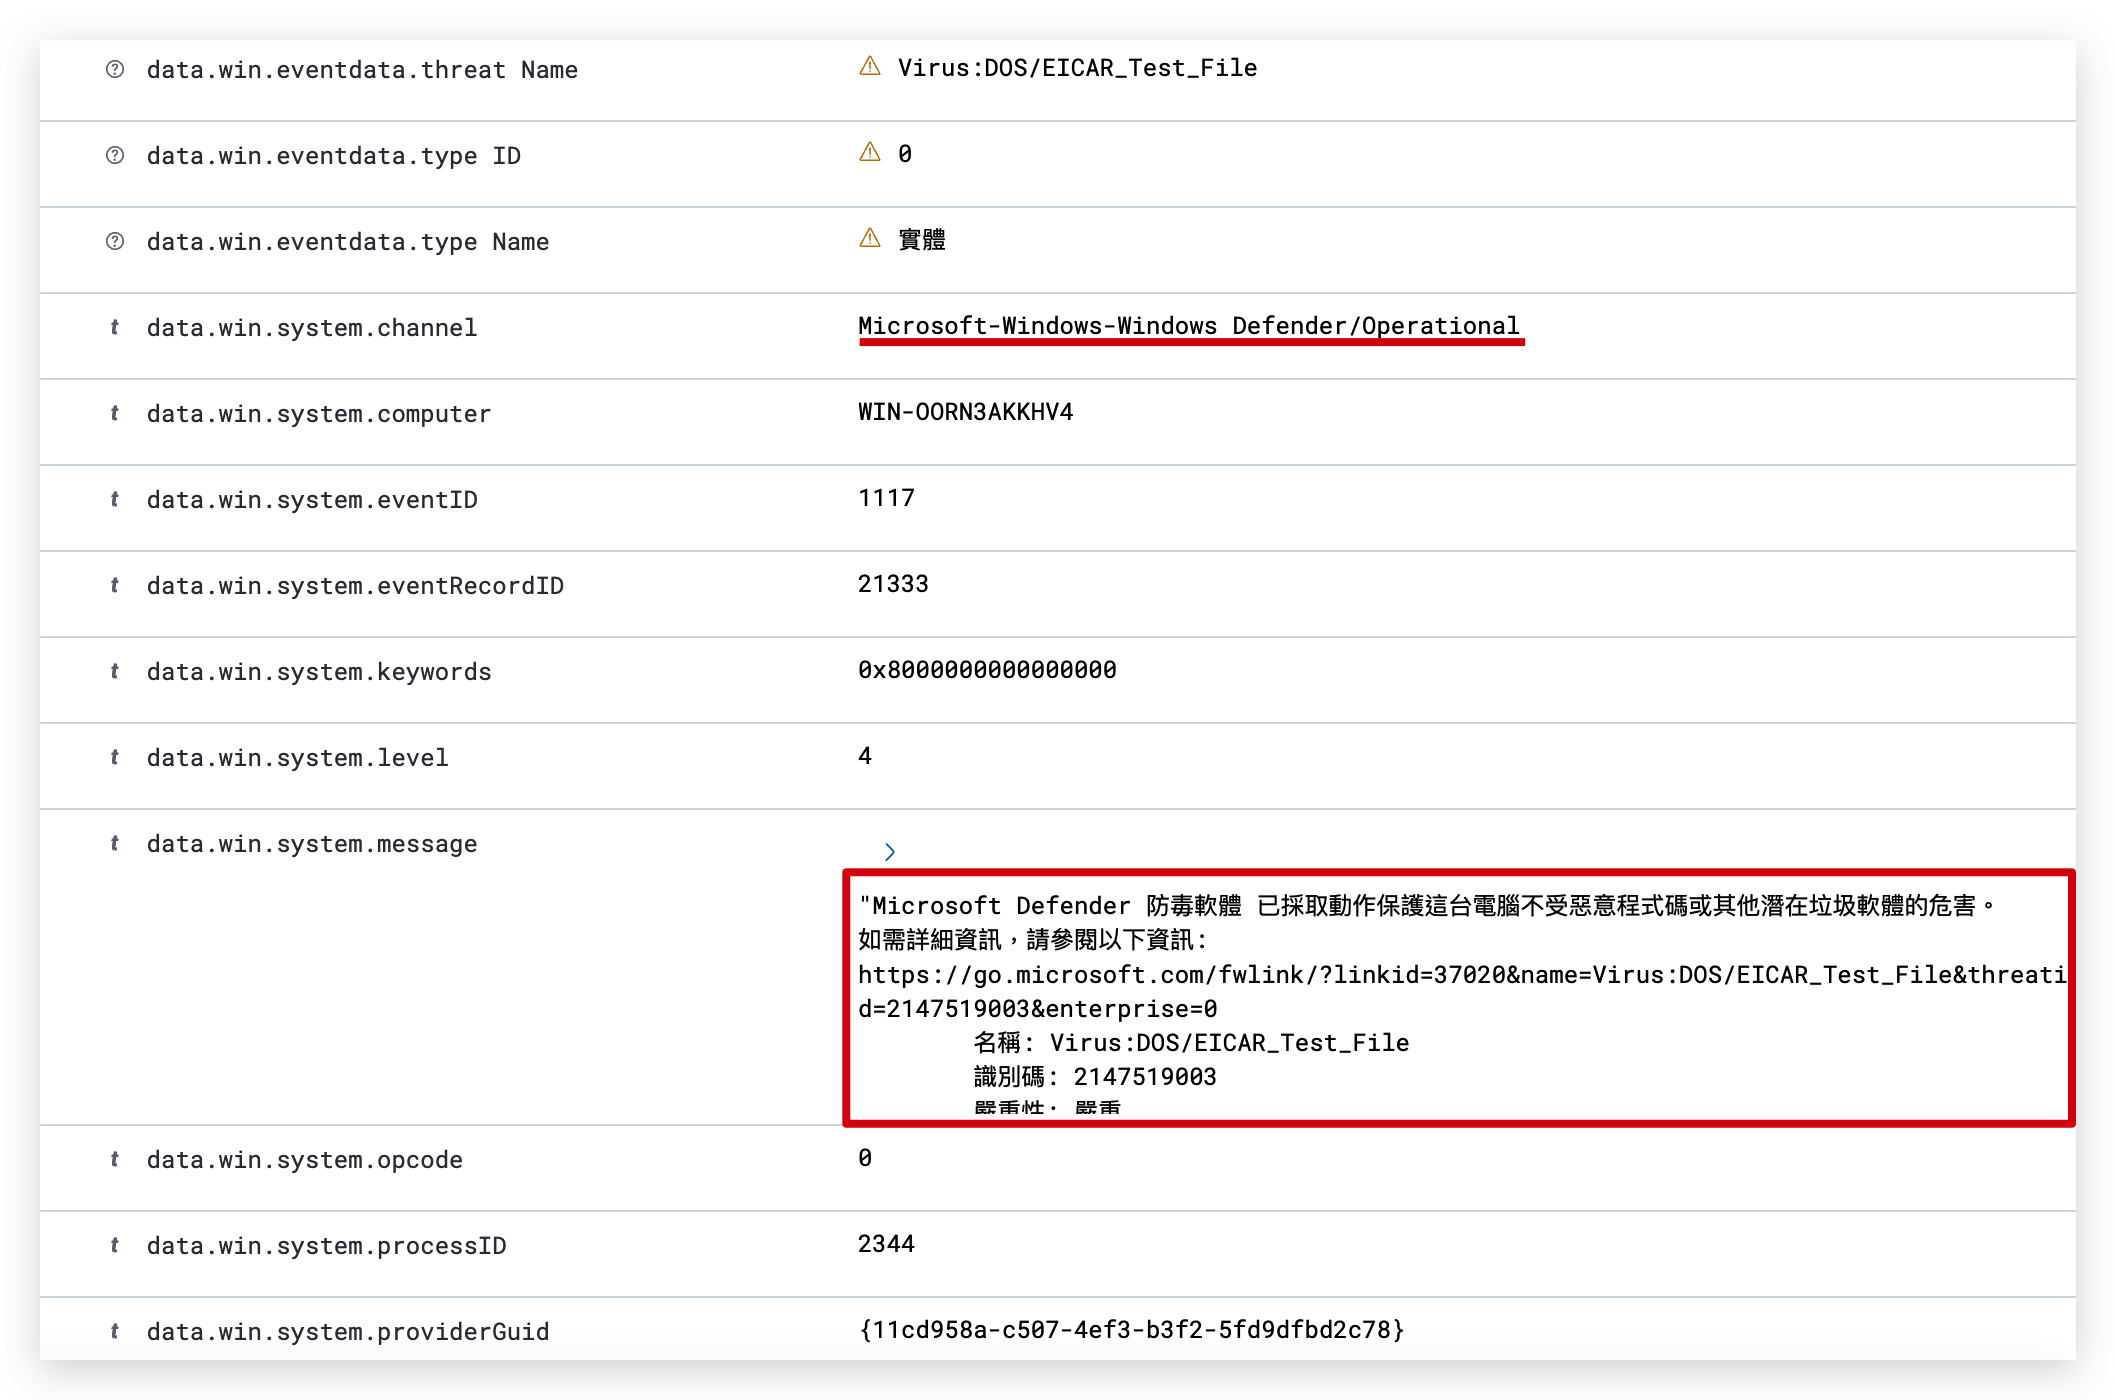 data.win.eventdata.threat Name Virus:DOS/EICAR_Test_File
data.win.eventdata.type ID 0
data.win.eventdata.type Name 實體
t data.win.system.channel Microsoft-Windows-Windows Defender/Operational
t data.win.system.computer WIN-OORN3AKKHV4
t data.win.system.eventID 1117
t data.win.system.eventRecordID 21333
t data.win.system.keywords 0x8000000000000000
t data.win.system.level 4
t data.win.system.message
"Microsoft Defender 防毒軟體 已採取動作保護這台電腦不受惡意程式碼或其他潛在垃圾軟體的危害。
如需詳細資訊，請參閱以下資訊:
https://go.microsoft.com/fwlink/?linkid=37020&name=Virus:DOS/EICAR_Test_File&threati
d=2147519003&enterprise=0
名稱: Virus:DOS/EICAR_Test_File
識別碼: 2147519003
嚴重性: 嚴重
t data.win.system.opcode 0
t data.win.system.processID 2344
t data.win.system.providerGuid {11cd958a-c507-4ef3-b3f2-5fd9dfbd2c78}